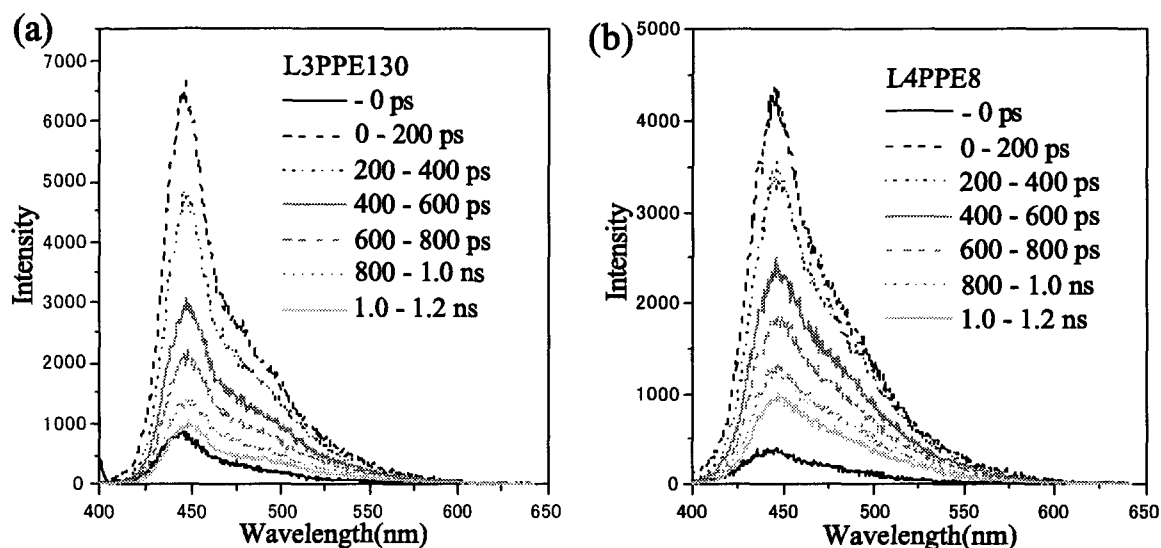 (a)
L3PPE130
- 0 ps
0 - 200 ps
200 - 400 ps
400 - 600 ps
600 - 800 ps
800 - 1.0 ns
1.0 - 1.2 ns
Intensity
7000
6000
5000
4000
3000
2000
1000
0
400 450 500 550 600 650
Wavelength(nm)
(b)
L4PPE8
- 0 ps
0 - 200 ps
200 - 400 ps
400 - 600 ps
600 - 800 ps
800 - 1.0 ns
1.0 - 1.2 ns
Intensity
5000
4000
3000
2000
1000
0
400 450 500 550 600 650
Wavelength(nm)